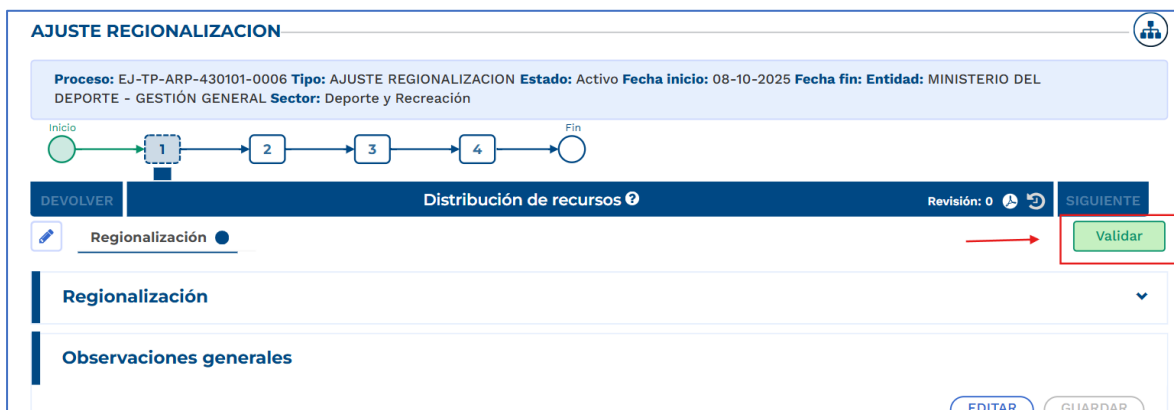 AJUSTE REGIONALIZACION
Proceso: EJ-TP-ARP-430101-0006 Tipo: AJUSTE REGIONALIZACION Estado: Activo Fecha inicio: 08-10-2025 Fecha fin: Entidad: MINISTERIO DEL
DEPORTE - GESTIÓN GENERAL Sector: Deporte y Recreación
Inicio Fin
1 2 3 4
DEVOLVER Distribución de recursos ? Revisión: 0 SIGUIENTE
Regionalización Validar
Regionalización
Observaciones generales
EDITAR GUARDAR